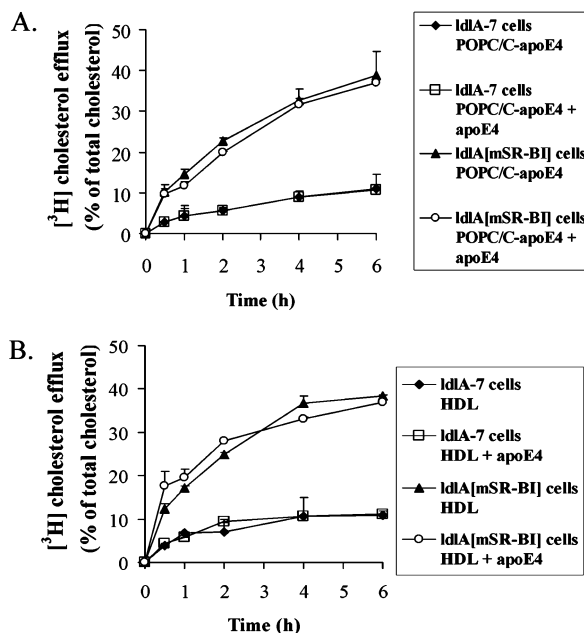 A.
[³H] cholesterol efflux
(% of total cholesterol)
50
40
30
20
10
0
0 1 2 3 4 5 6
Time (h)
ldlA-7 cells
POPC/C-apoE4
ldlA-7 cells
POPC/C-apoE4 +
apoE4
ldlA[mSR-BI] cells
POPC/C-apoE4
ldlA[mSR-BI] cells
POPC/C-apoE4 +
apoE4
B.
[³H] cholesterol efflux
(% of total cholesterol)
50
40
30
20
10
0
0 1 2 3 4 5 6
Time (h)
ldlA-7 cells
HDL
ldlA-7 cells
HDL + apoE4
ldlA[mSR-BI] cells
HDL
ldlA[mSR-BI] cells
HDL + apoE4